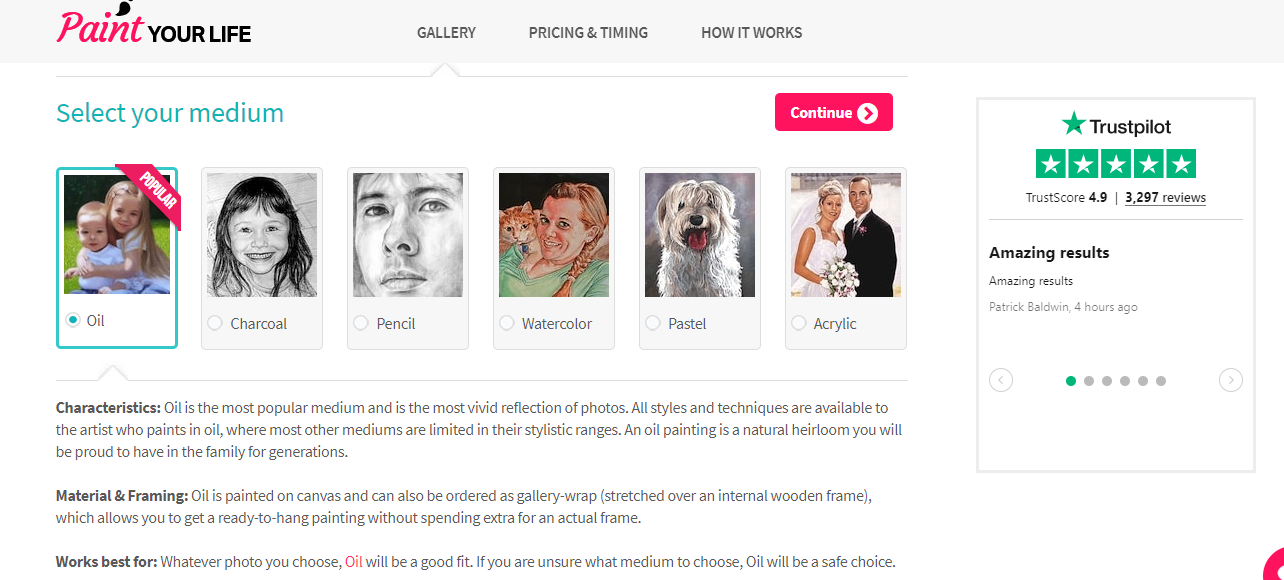 Paint YOUR LIFE
GALLERY
PRICING & TIMING
HOW IT WORKS
Select your medium
Continue
POPULAR
Oil
Charcoal
Pencil
Watercolor
Pastel
Acrylic
Characteristics: Oil is the most popular medium and is the most vivid reflection of photos. All styles and techniques are available to
the artist who paints in oil, where most other mediums are limited in their stylistic ranges. An oil painting is a natural heirloom you will
be proud to have in the family for generations.
Material & Framing: Oil is painted on canvas and can also be ordered as gallery-wrap (stretched over an internal wooden frame),
which allows you to get a ready-to-hang painting without spending extra for an actual frame.
Works best for: Whatever photo you choose, Oil will be a good fit. If you are unsure what medium to choose, Oil will be a safe choice.
Trustpilot
TrustScore 4.9 | 3,297 reviews
Amazing results
Amazing results
Patrick Baldwin, 4 hours ago